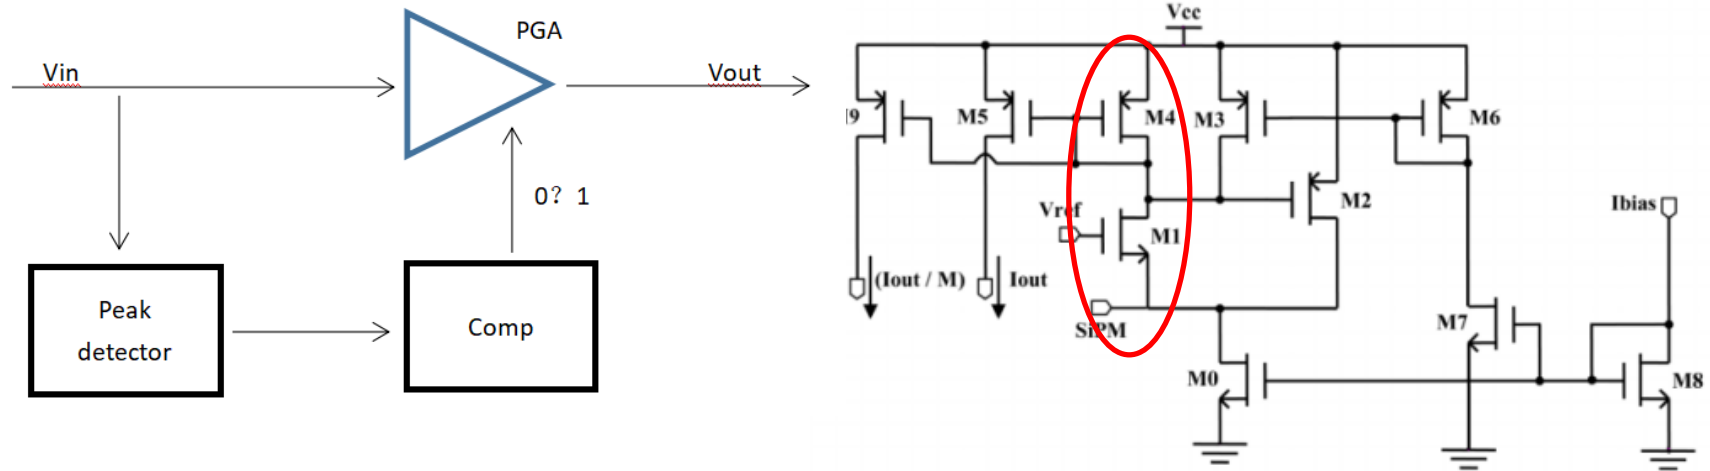 PGA
Vin
Vout
0？1
Peak
detector
Comp
Vcc
M5
M4
M3
M6
Vref
M1
M2
Ibias
(Iout / M)
Iout
SiPM
M7
M0
M8